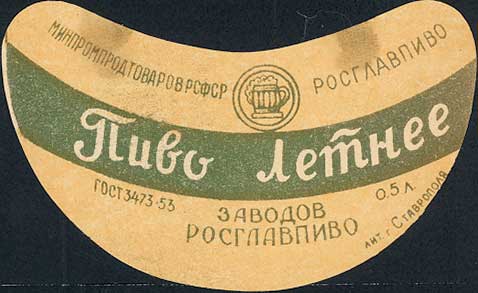 МИНПРОМПРОДТОВАРОВ РСФСР
РОСГЛАВПИВО
Пиво Летнее
ГОСТ 3473-53
0.5 л.
ЗАВОДОВ
РОСГЛАВПИВО
лит. г. Ставрополя